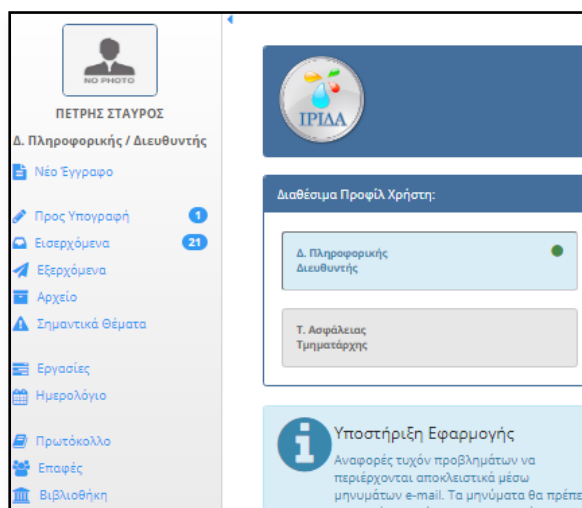 NO PHOTO
ΠΕΤΡΗΣ ΣΤΑΥΡΟΣ
Δ. Πληροφορικής / Διευθυντής
Νέο Έγγραφο
Προς Υπογραφή 1
Εισερχόμενα 21
Εξερχόμενα
Αρχείο
Σημαντικά Θέματα
Εργασίες
Ημερολόγιο
Πρωτόκολλο
Επαφές
Βιβλιοθήκη
ΙΡΙΔΑ
Διαθέσιμα Προφίλ Χρήστη:
Δ. Πληροφορικής
Διευθυντής
Τ. Ασφάλειας
Τμηματάρχης
Υποστήριξη Εφαρμογής
Αναφορές τυχόν προβλημάτων να
περιέρχονται αποκλειστικά μέσω
μηνυμάτων e-mail. Τα μηνύματα θα πρέπε